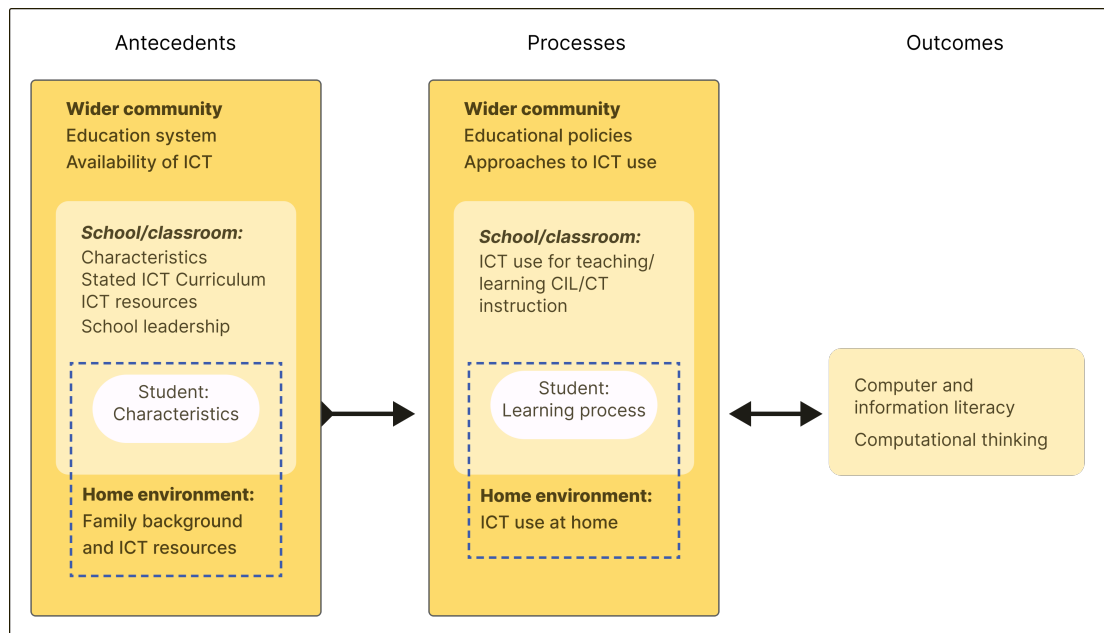 Antecedents
Processes
Outcomes
Wider community
Education system
Availability of ICT
School/classroom:
Characteristics
Stated ICT Curriculum
ICT resources
School leadership
Student:
Characteristics
Home environment:
Family background
and ICT resources
Wider community
Educational policies
Approaches to ICT use
School/classroom:
ICT use for teaching/
learning CIL/CT
instruction
Student:
Learning process
Home environment:
ICT use at home
Computer and
information literacy
Computational thinking